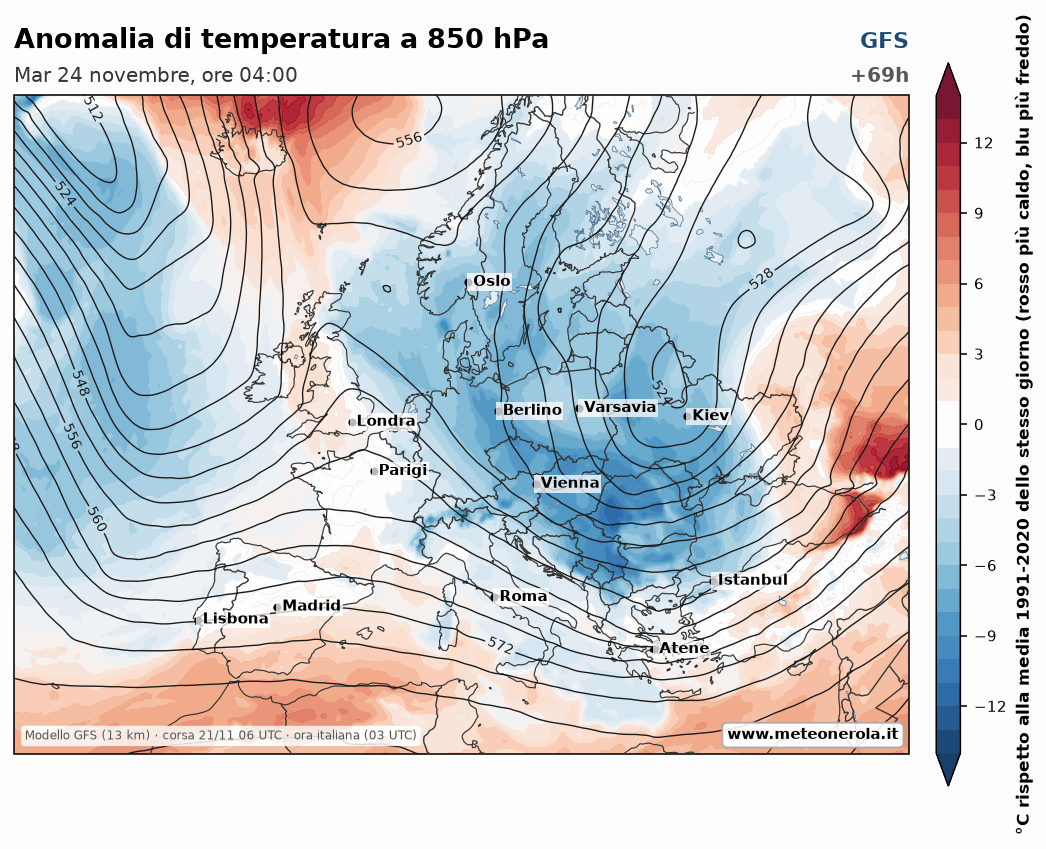 Anomalia di temperatura a 850 hPa
GFS
Mar 24 novembre, ore 04:00
+69h
512
556
524
528
Oslo
548
524
Berlino
Varsavia
Kiev
Londra
556
Parigi
Vienna
560
Istanbul
Roma
Madrid
Lisbona
572
Atene
Modello GFS (13 km) · corsa 21/11 06 UTC · ora italiana (03 UTC)
www.meteonerola.it
12
9
6
3
0
−3
−6
−9
−12
°C rispetto alla media 1991-2020 dello stesso giorno (rosso più caldo, blu più freddo)